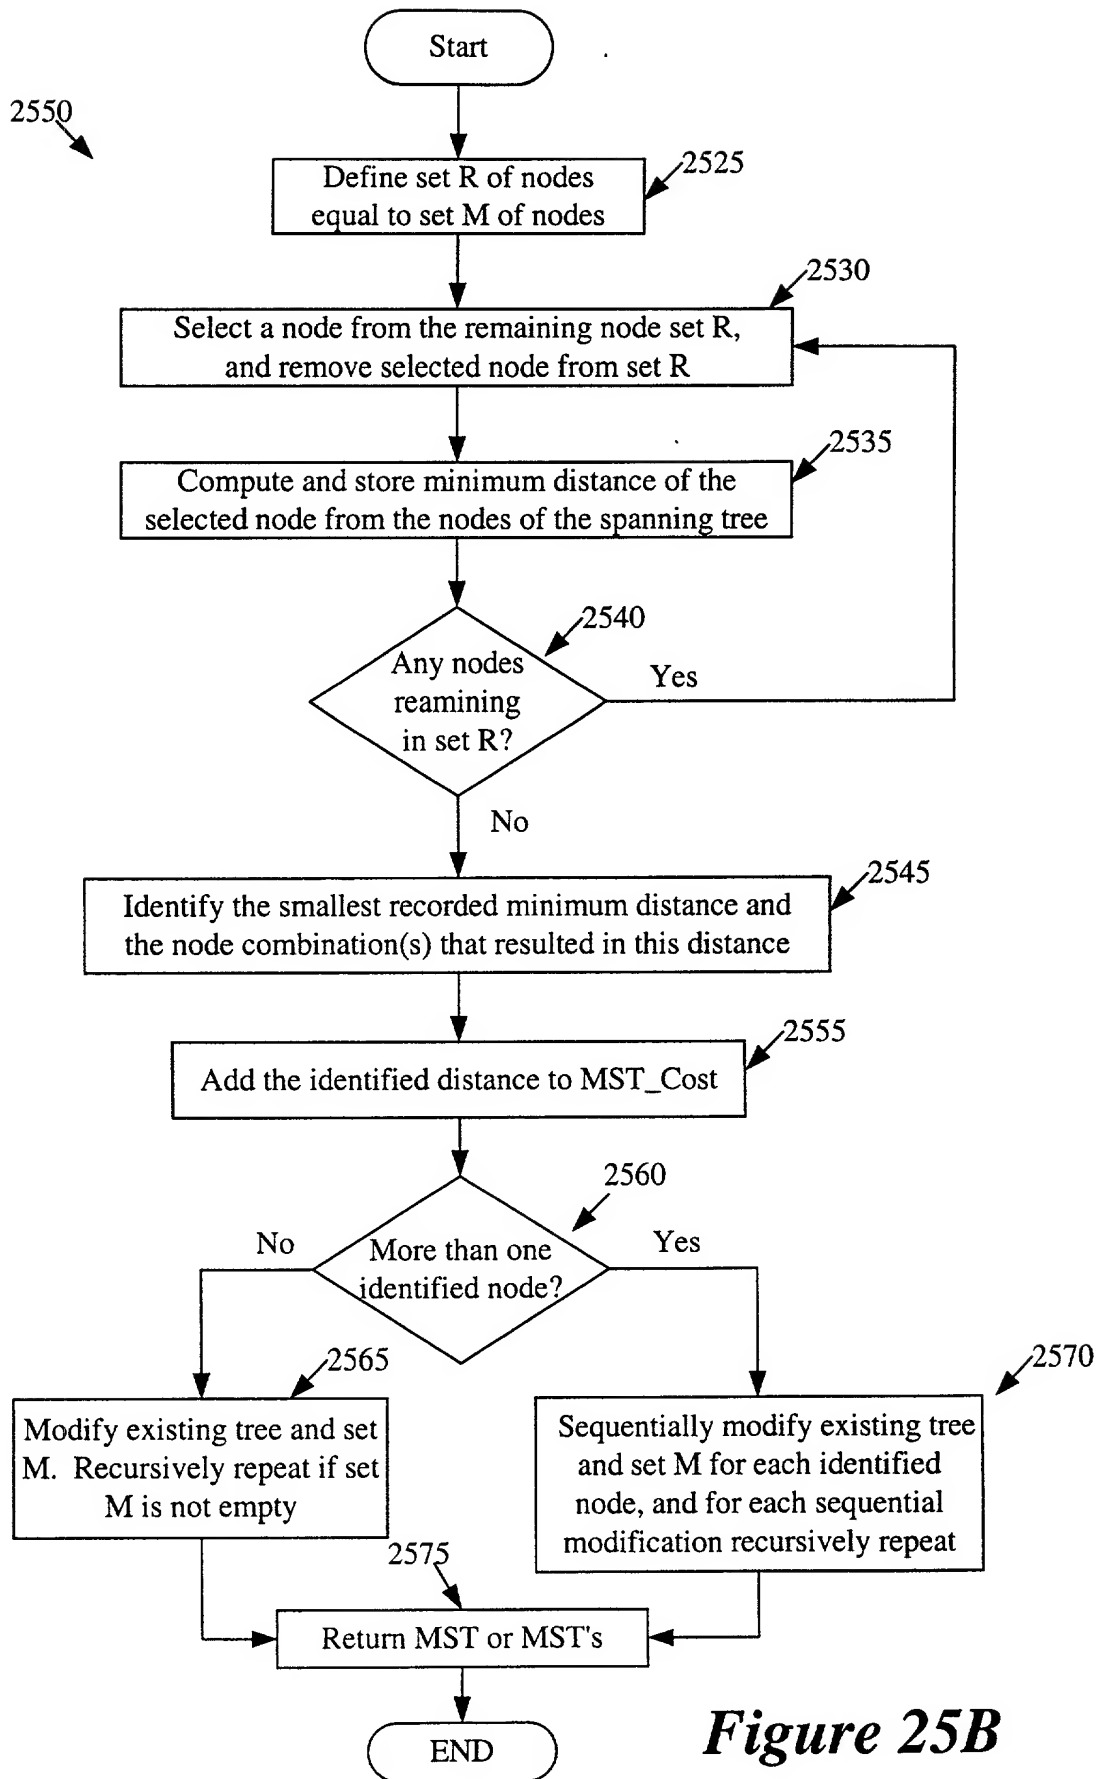 Start
2550
2525
Define set R of nodes
equal to set M of nodes
2530
Select a node from the remaining node set R,
and remove selected node from set R
2535
Compute and store minimum distance of the
selected node from the nodes of the spanning tree
2540
Any nodes
reamining
in set R?
Yes
No
2545
Identify the smallest recorded minimum distance and
the node combination(s) that resulted in this distance
2555
Add the identified distance to MST_Cost
2560
No
More than one
identified node?
Yes
2565
2570
Modify existing tree and set
M. Recursively repeat if set
M is not empty
Sequentially modify existing tree
and set M for each identified
node, and for each sequential
modification recursively repeat
2575
Return MST or MST's
END
Figure 25B